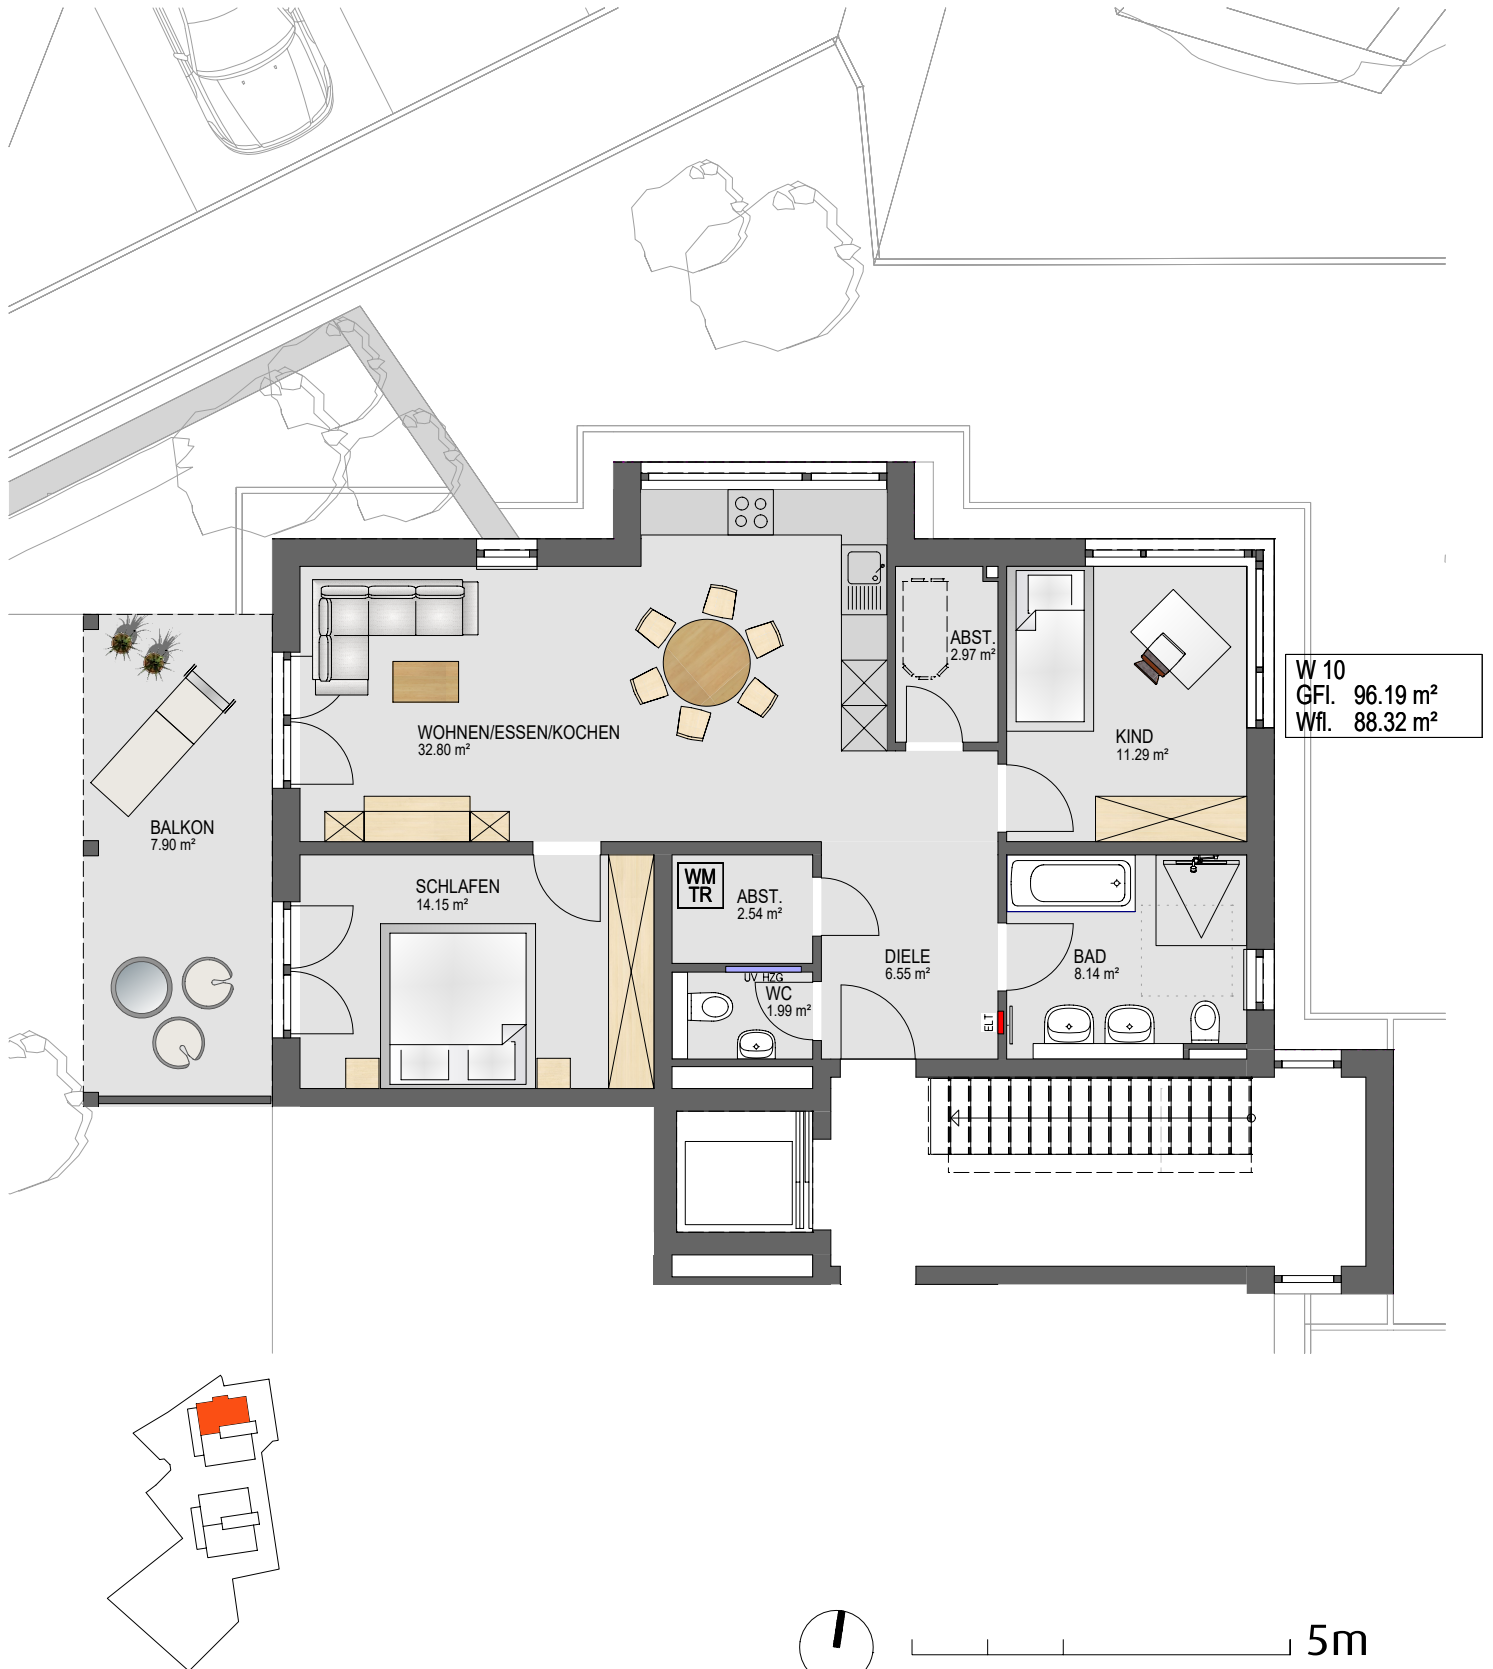 ABST.
2.97 m²
W 10
GFl. 96.19 m²
Wfl. 88.32 m²
WOHNEN/ESSEN/KOCHEN
32.80 m²
KIND
11.29 m²
BALKON
7.90 m²
SCHLAFEN
14.15 m²
WM
TR
ABST.
2.54 m²
DIELE
6.55 m²
BAD
8.14 m²
UV HZG
WC
1.99 m²
ELT
5m